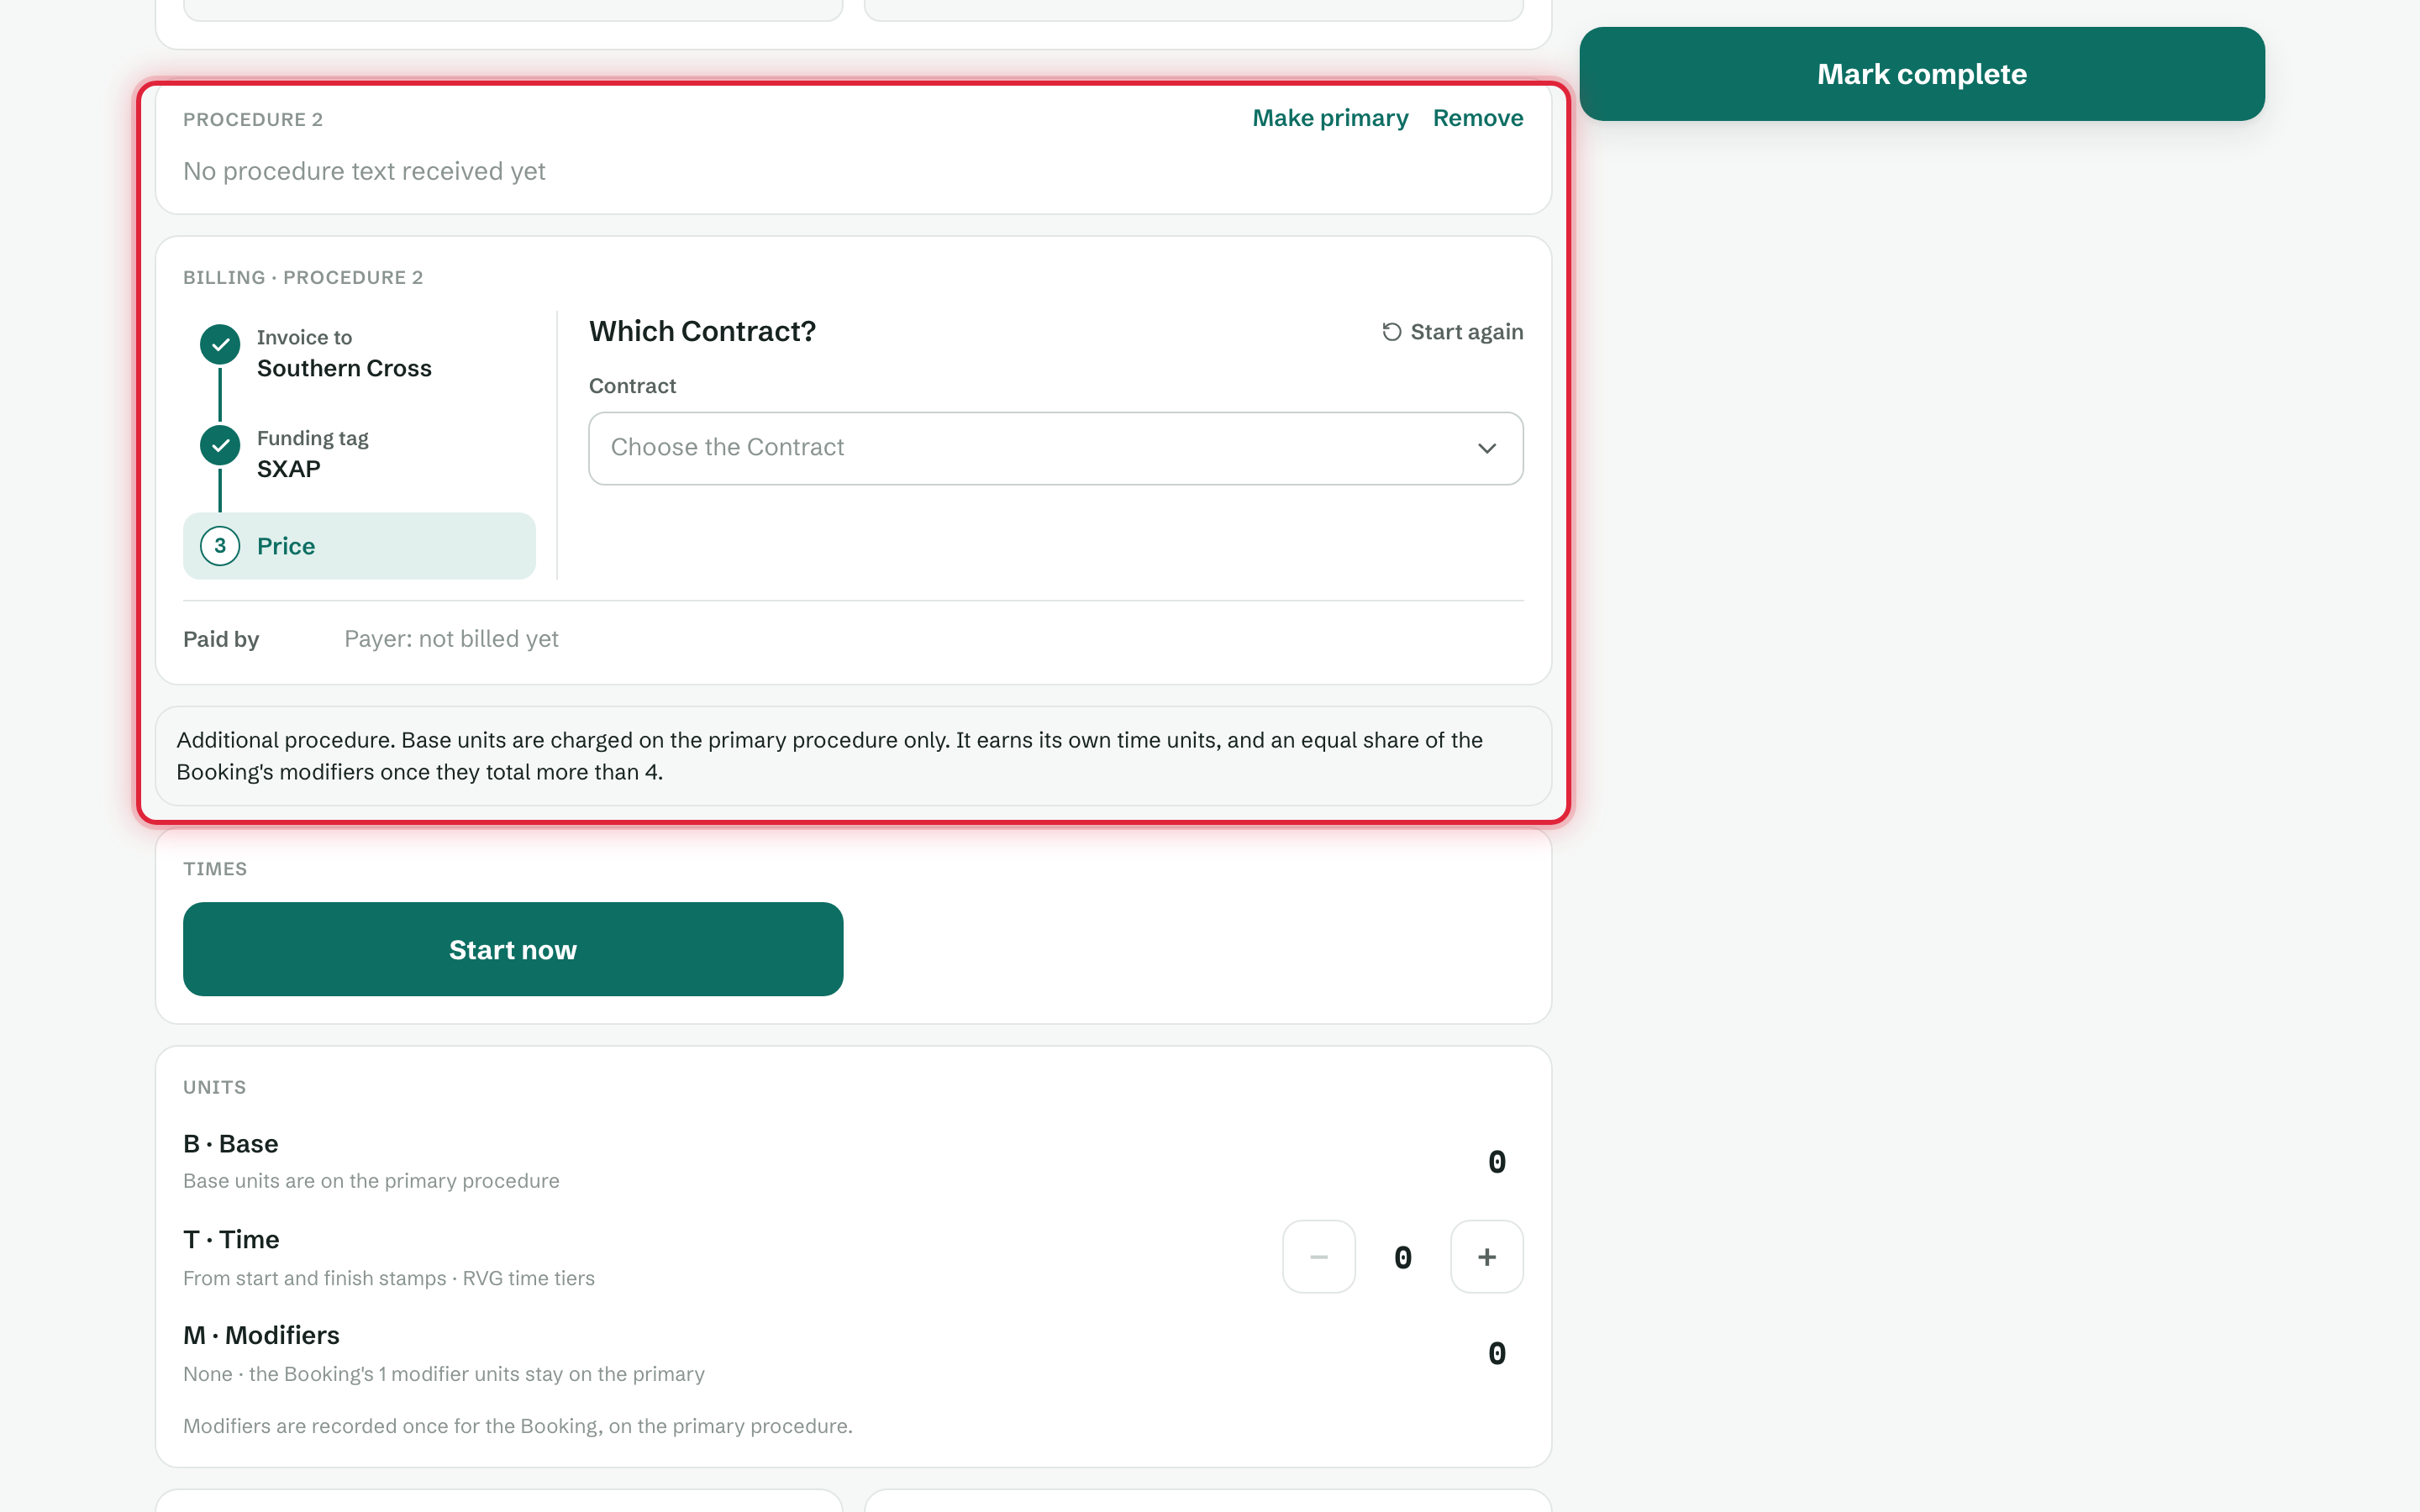 Mark complete
PROCEDURE 2
Make primary
Remove
No procedure text received yet
BILLING · PROCEDURE 2
Invoice to
Southern Cross
Funding tag
SXAP
3
Price
Which Contract?
Start again
Contract
Choose the Contract
Paid by
Payer: not billed yet
Additional procedure. Base units are charged on the primary procedure only. It earns its own time units, and an equal share of the
Booking's modifiers once they total more than 4.
TIMES
Start now
UNITS
B · Base
0
Base units are on the primary procedure
T · Time
− 0 +
From start and finish stamps · RVG time tiers
M · Modifiers
0
None · the Booking's 1 modifier units stay on the primary
Modifiers are recorded once for the Booking, on the primary procedure.